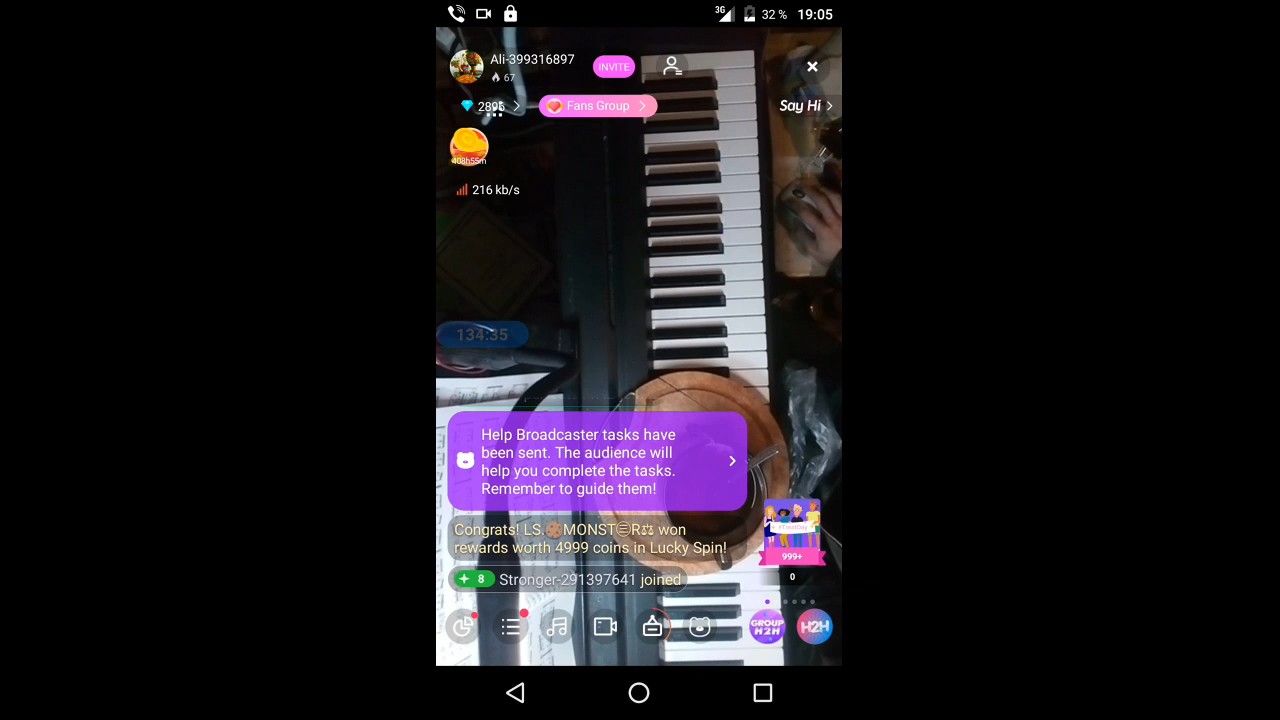 3G 32 % 19:05
Ali-399316897
INVITE
67
Fans Group
Say Hi
408h55m
216 kb/s
134:35
Help Broadcaster tasks have
been sent. The audience will
help you complete the tasks.
Remember to guide them!
Congrats! LS.🍪MONST㊂R⚖ won
rewards worth 4999 coins in Lucky Spin!
8 Stronger-291397641 joined
999+
0
GROUP
H2H
H2H